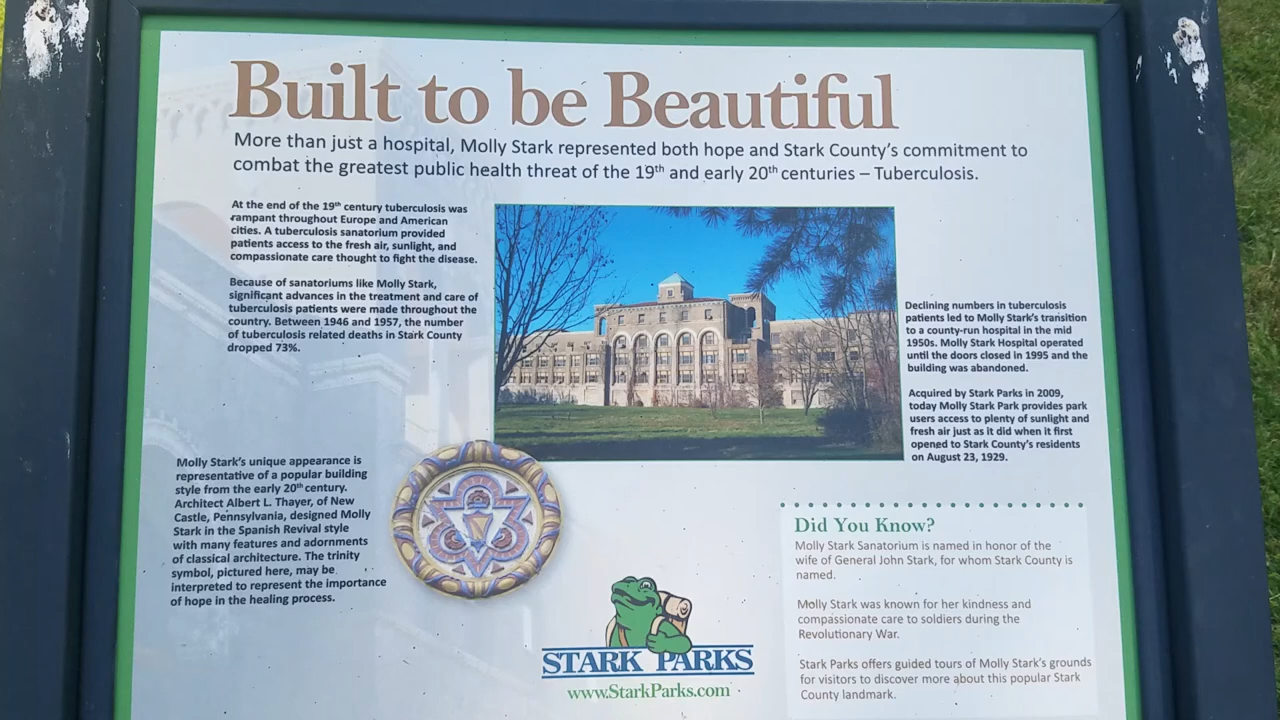 Built to be Beautiful
More than just a hospital, Molly Stark represented both hope and Stark County's commitment to
combat the greatest public health threat of the 19th and early 20th centuries – Tuberculosis.
At the end of the 19th century tuberculosis was
rampant throughout Europe and American
cities. A tuberculosis sanatorium provided
patients access to the fresh air, sunlight, and
compassionate care thought to fight the disease.
Because of sanatoriums like Molly Stark,
significant advances in the treatment and care of
tuberculosis patients were made throughout the
country. Between 1946 and 1957, the number
of tuberculosis related deaths in Stark County
dropped 73%.
Molly Stark's unique appearance is
representative of a popular building
style from the early 20th century.
Architect Albert L. Thayer, of New
Castle, Pennsylvania, designed Molly
Stark in the Spanish Revival style
with many features and adornments
of classical architecture. The trinity
symbol, pictured here, may be
interpreted to represent the importance
of hope in the healing process.
Declining numbers in tuberculosis
patients led to Molly Stark's transition
to a county-run hospital in the mid
1950s. Molly Stark Hospital operated
until the doors closed in 1995 and the
building was abandoned.
Acquired by Stark Parks in 2009,
today Molly Stark Park provides park
users access to plenty of sunlight and
fresh air just as it did when it first
opened to Stark County's residents
on August 23, 1929.
Did You Know?
Molly Stark Sanatorium is named in honor of the
wife of General John Stark, for whom Stark County is
named.
Molly Stark was known for her kindness and
compassionate care to soldiers during the
Revolutionary War.
Stark Parks offers guided tours of Molly Stark's grounds
for visitors to discover more about this popular Stark
County landmark.
STARK PARKS
www.StarkParks.com